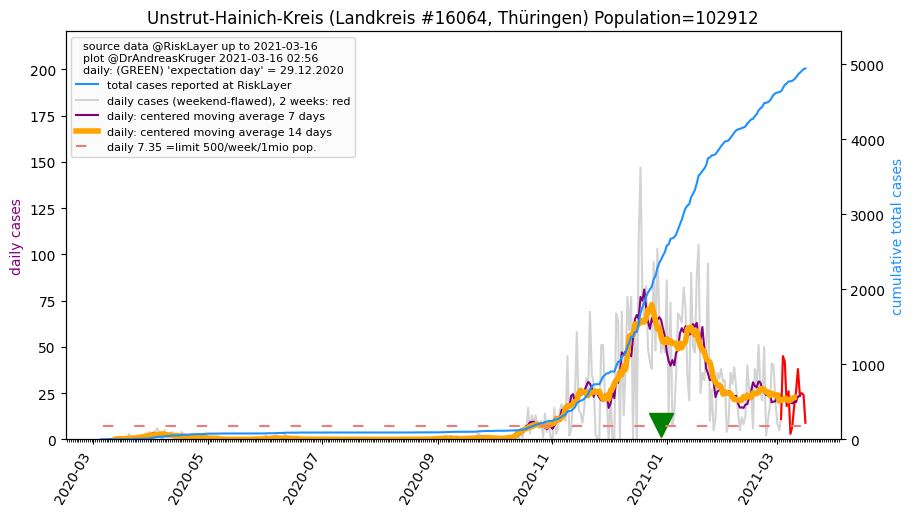 Unstrut-Hainich-Kreis (Landkreis #16064, Thüringen) Population=102912
source data @RiskLayer up to 2021-03-16
plot @DrAndreasKruger 2021-03-16 02:56
daily: (GREEN) 'expectation day' = 29.12.2020
total cases reported at RiskLayer
daily cases (weekend-flawed), 2 weeks: red
daily: centered moving average 7 days
daily: centered moving average 14 days
daily 7.35 =limit 500/week/1mio pop.
daily cases
200
175
150
125
100
75
50
25
0
cumulative total cases
5000
4000
3000
2000
1000
0
2020-03
2020-05
2020-07
2020-09
2020-11
2021-01
2021-03